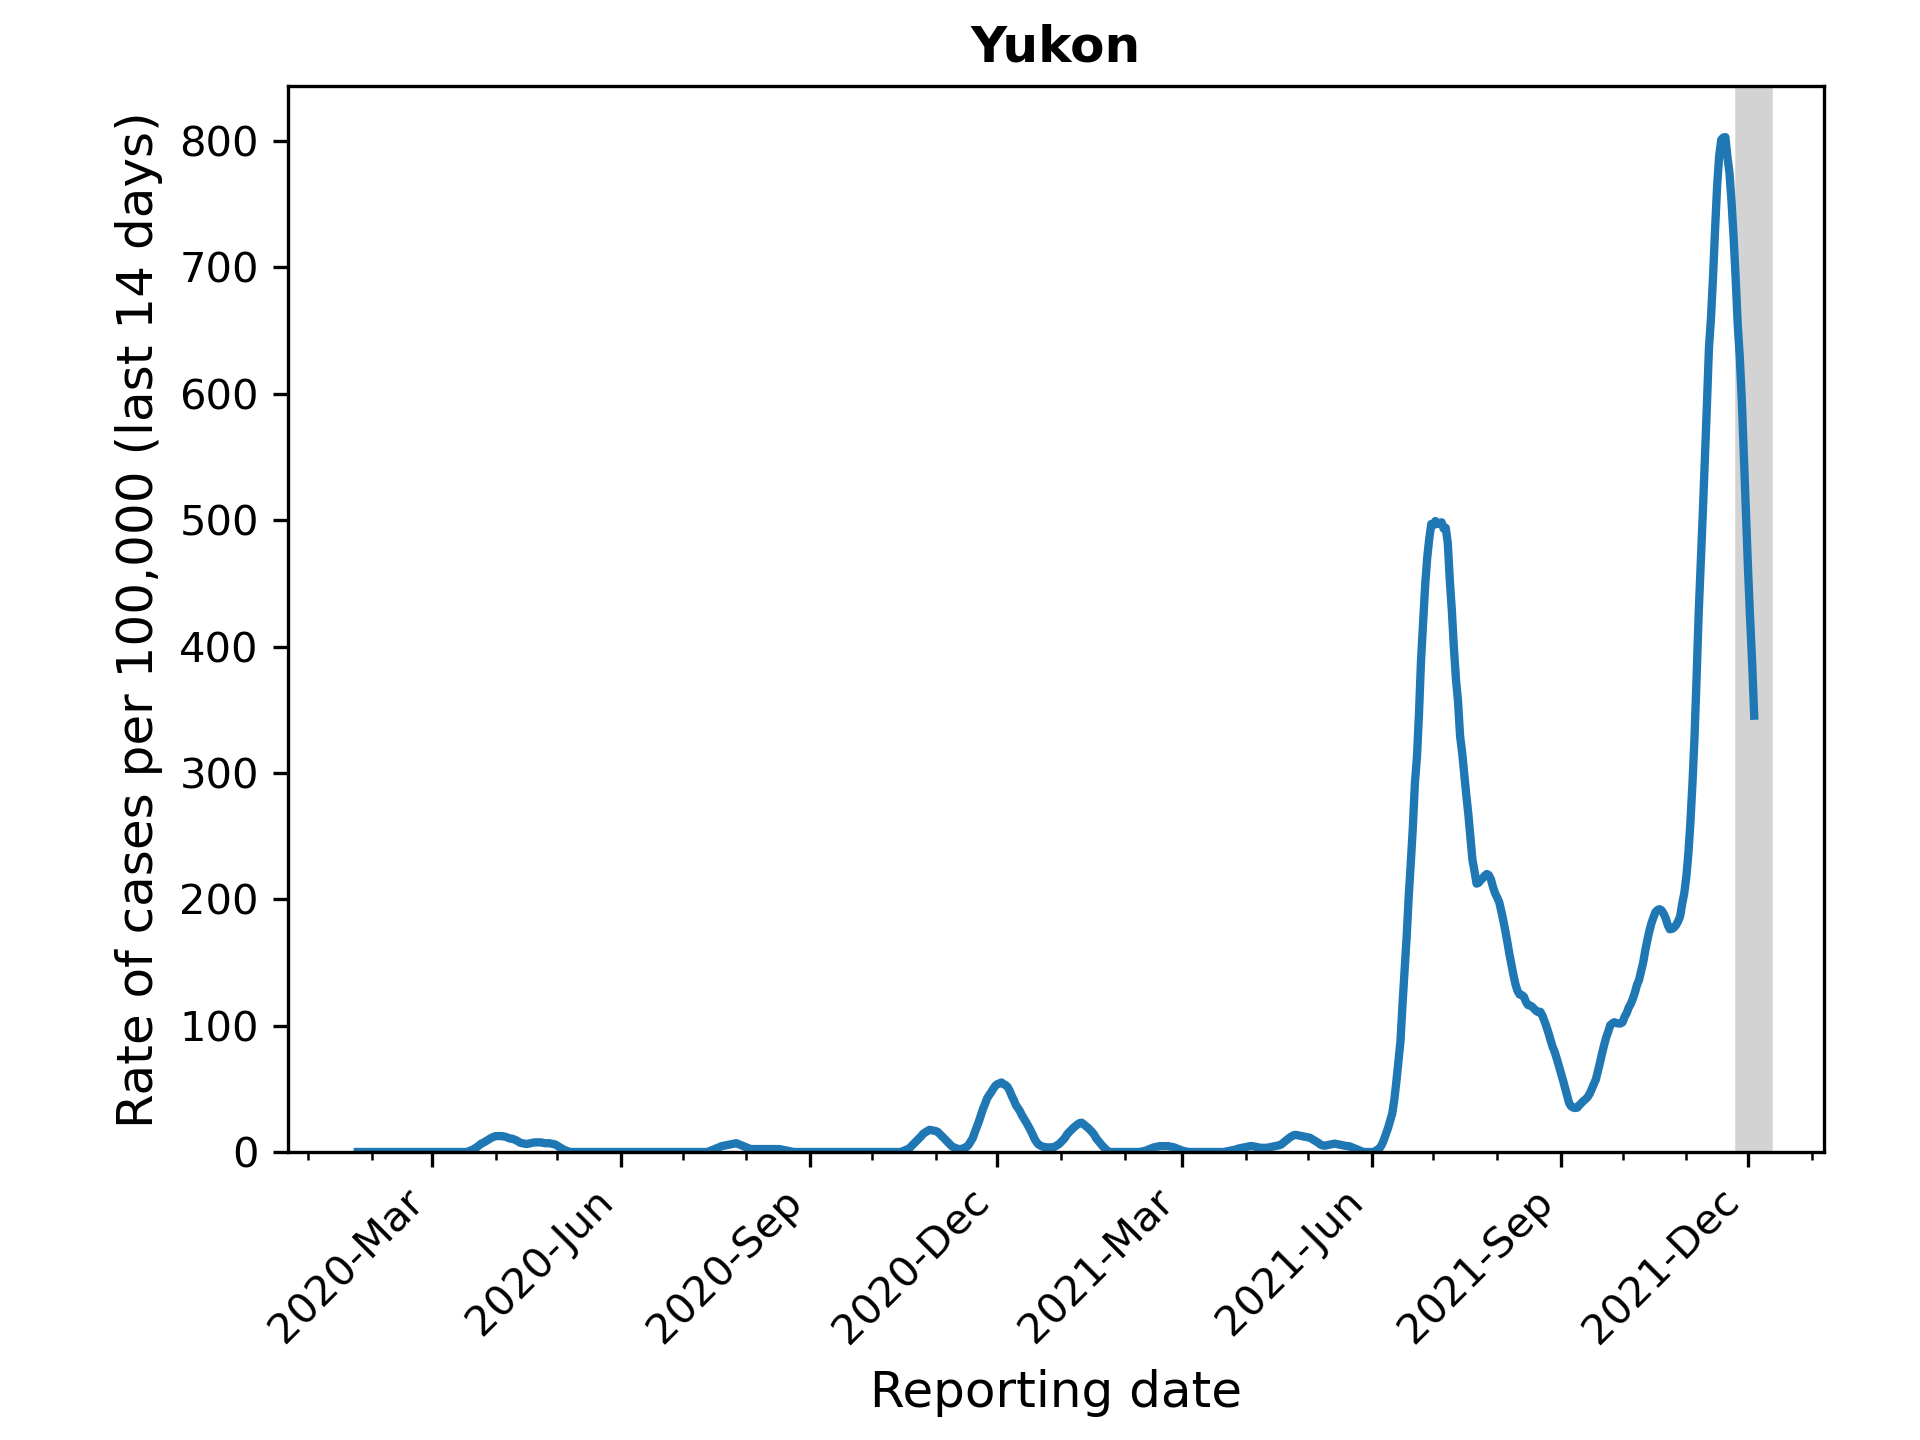 Yukon
Rate of cases per 100,000 (last 14 days)
800
700
600
500
400
300
200
100
0
2020-Mar
2020-Jun
2020-Sep
2020-Dec
2021-Mar
2021-Jun
2021-Sep
2021-Dec
Reporting date